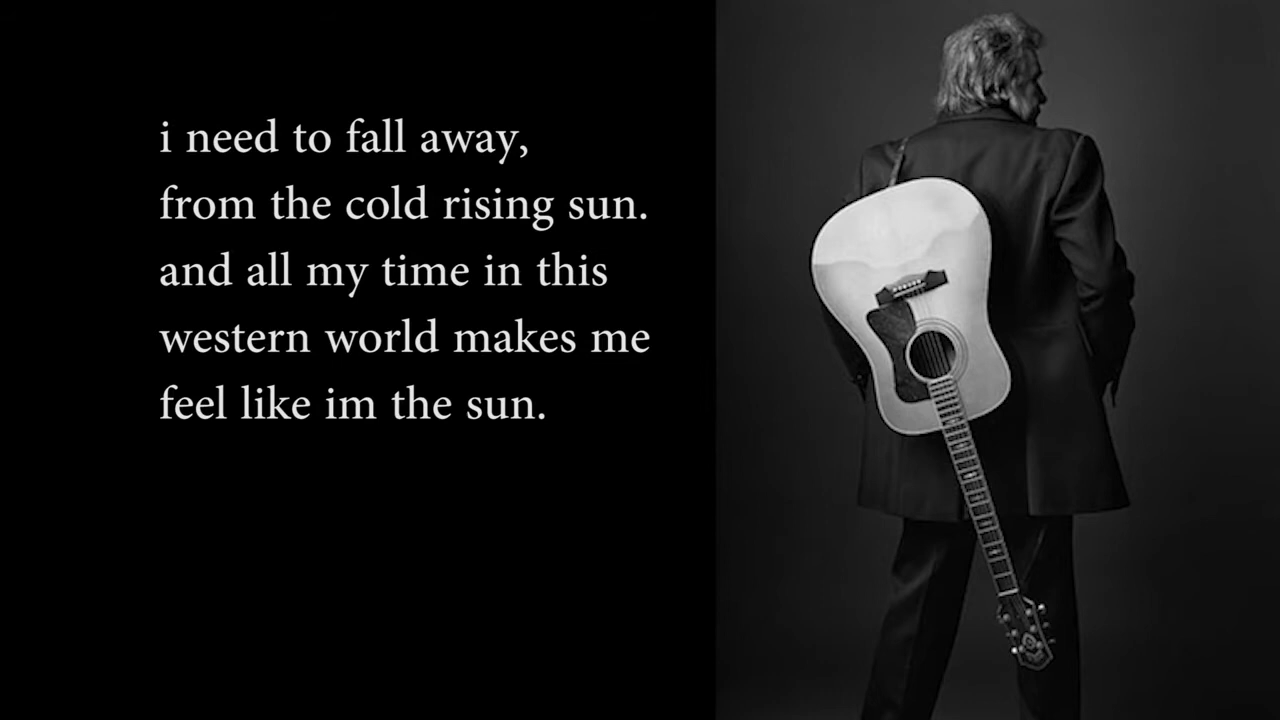 i need to fall away,
from the cold rising sun.
and all my time in this
western world makes me
feel like im the sun.